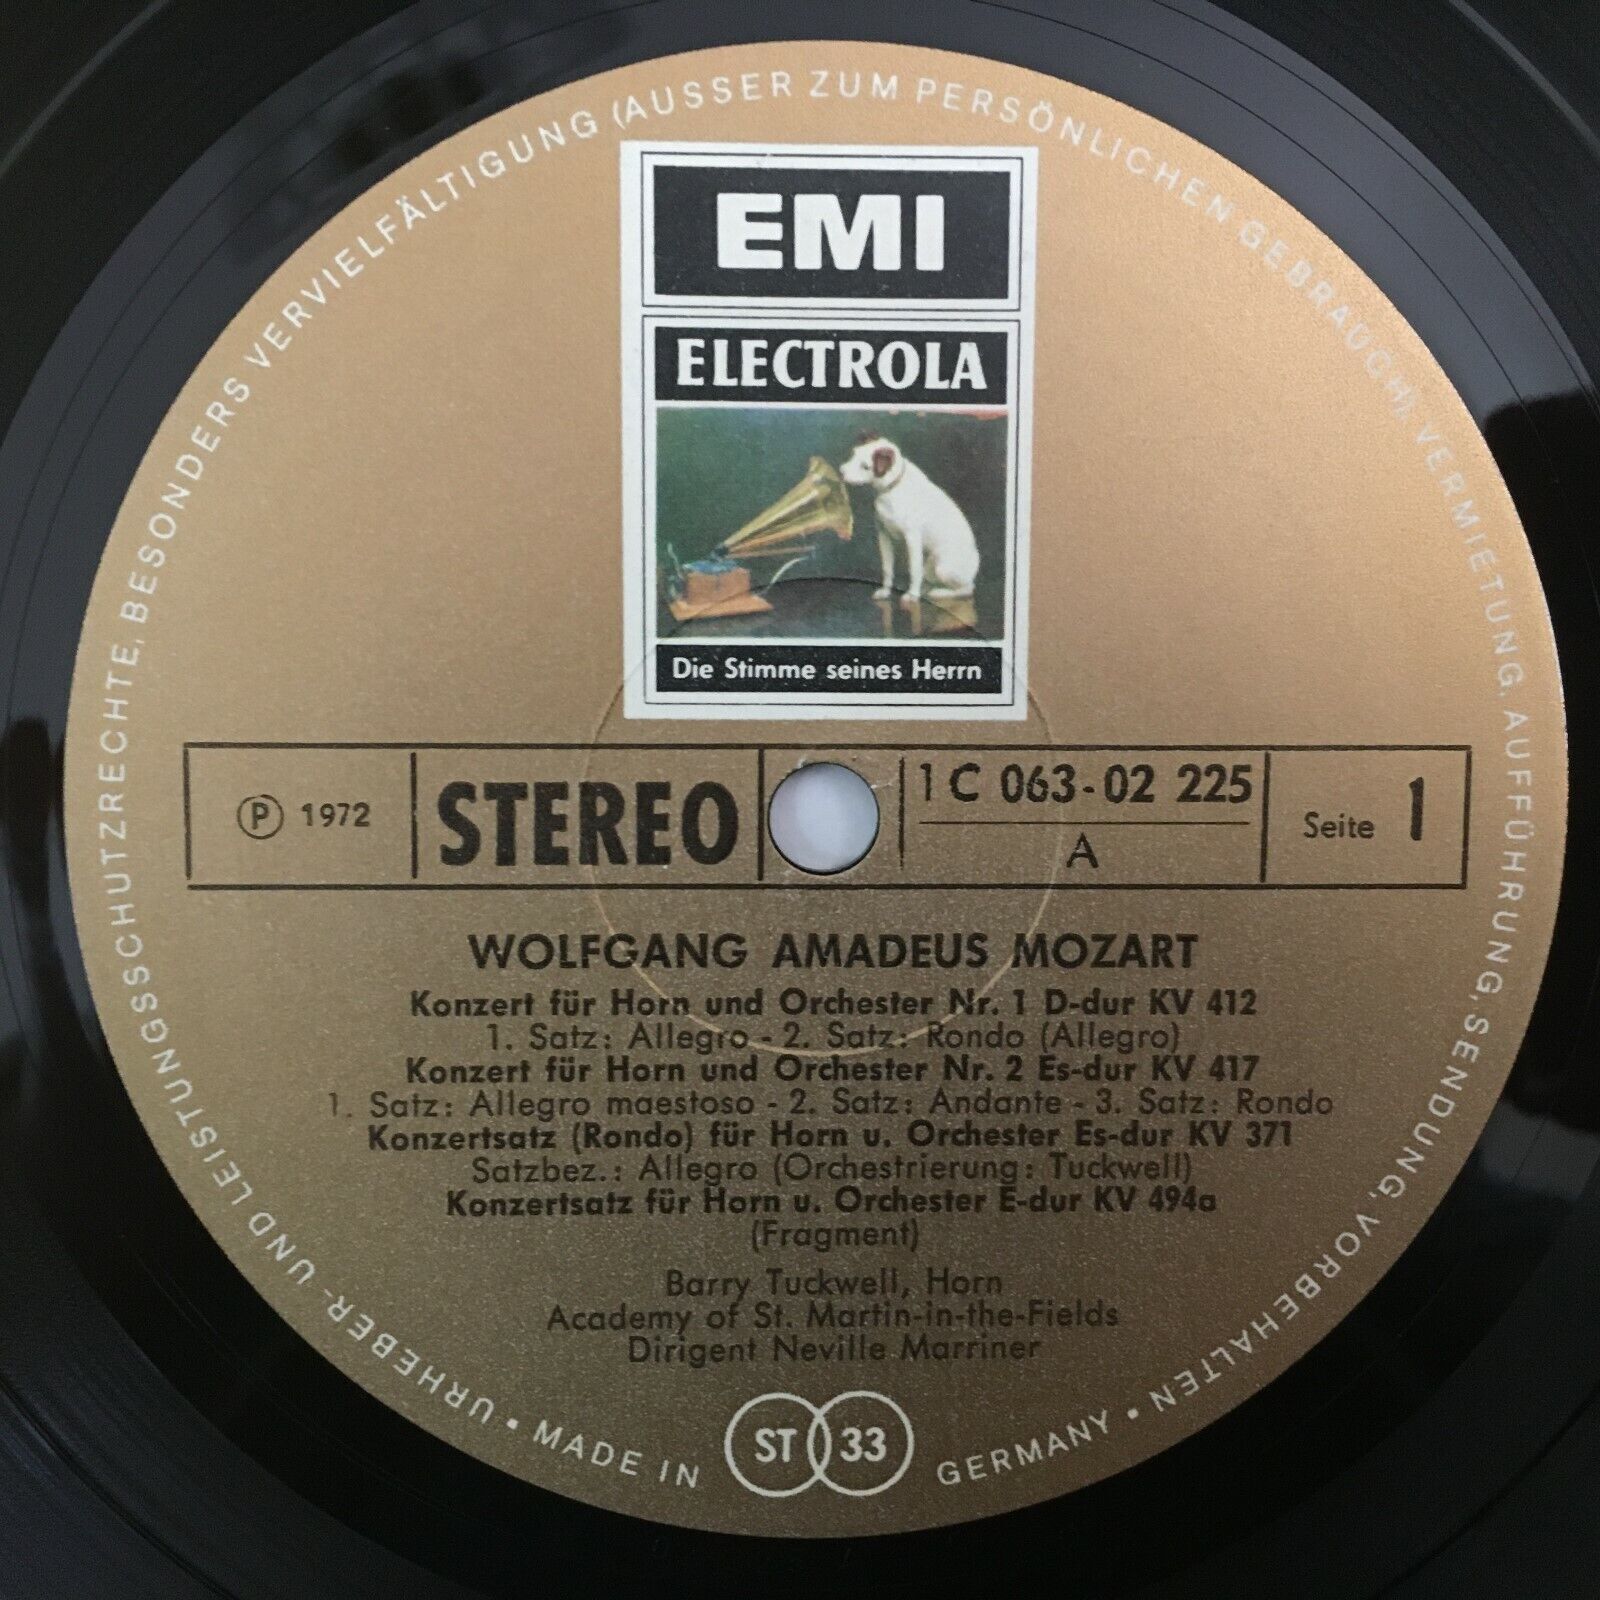 URHEBER- UND LEISTUNGSSCHUTZRECHTE, BESONDERS VERVIELFÄLTIGUNG (AUSSER ZUM PERSÖNLICHEN GEBRAUCH), VERMIETUNG, AUFFÜHRUNG, SENDUNG, VORBEHALTEN • MADE IN GERMANY •
EMI
ELECTROLA
Die Stimme seines Herrn
Ⓟ 1972
STEREO
1 C 063-02 225
A
Seite 1
WOLFGANG AMADEUS MOZART
Konzert für Horn und Orchester Nr. 1 D-dur KV 412
1. Satz: Allegro - 2. Satz: Rondo (Allegro)
Konzert für Horn und Orchester Nr. 2 Es-dur KV 417
1. Satz: Allegro maestoso - 2. Satz: Andante - 3. Satz: Rondo
Konzertsatz (Rondo) für Horn u. Orchester Es-dur KV 371
Satzbez.: Allegro (Orchestrierung: Tuckwell)
Konzertsatz für Horn u. Orchester E-dur KV 494a
(Fragment)
Barry Tuckwell, Horn
Academy of St. Martin-in-the-Fields
Dirigent Neville Marriner
ST 33